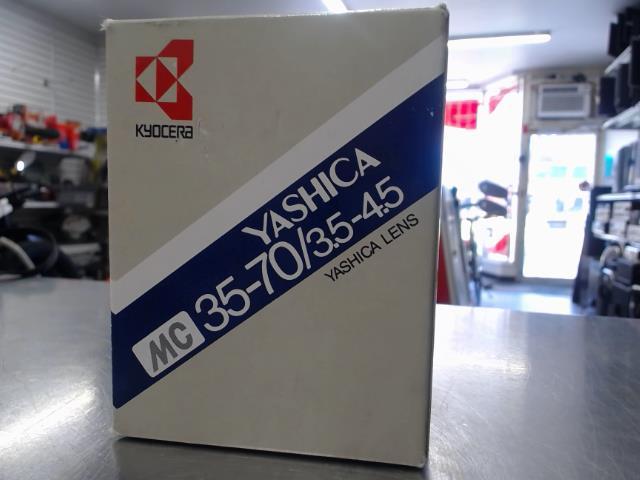 KYOCERA
YASHICA
MC 35-70/3.5-4.5
YASHICA LENS